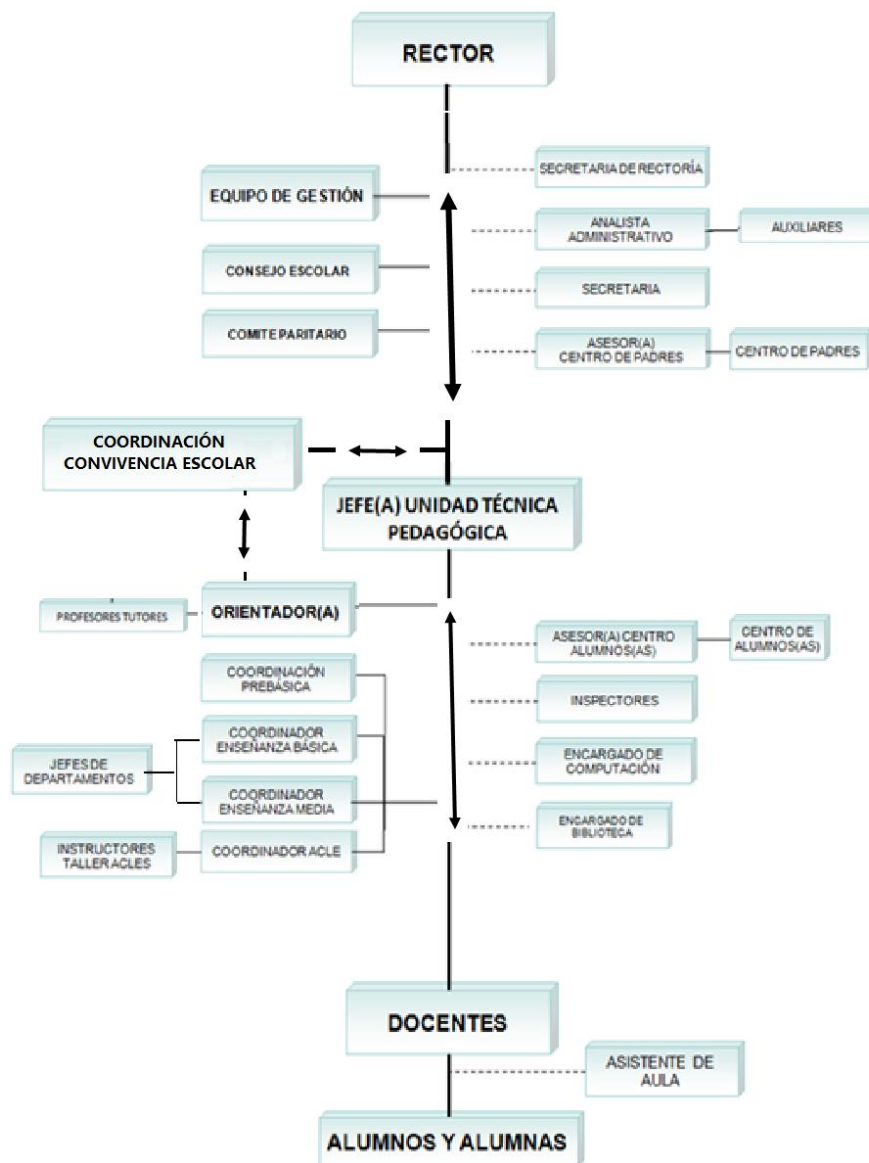 RECTOR
SECRETARIA DE RECTORÍA
EQUIPO DE GESTIÓN
ANALISTA
ADMINISTRATIVO
AUXILIARES
CONSEJO ESCOLAR
SECRETARIA
COMITE PARITARIO
ASESOR(A)
CENTRO DE PADRES
CENTRO DE PADRES
COORDINACIÓN
CONVIVENCIA ESCOLAR
JEFE(A) UNIDAD TÉCNICA
PEDAGÓGICA
PROFESORES TUTORES
ORIENTADOR(A)
ASESOR(A) CENTRO
ALUMNOS(AS)
CENTRO DE
ALUMNOS(AS)
COORDINACIÓN
PREBÁSICA
INSPECTORES
JEFES DE
DEPARTAMENTOS
COORDINADOR
ENSEÑANZA BÁSICA
ENCARGADO DE
COMPUTACIÓN
COORDINADOR
ENSEÑANZA MEDIA
ENCARGADO DE
BIBLIOTECA
INSTRUCTORES
TALLER ACLES
COORDINADOR ACLE
DOCENTES
ASISTENTE DE
AULA
ALUMNOS Y ALUMNAS